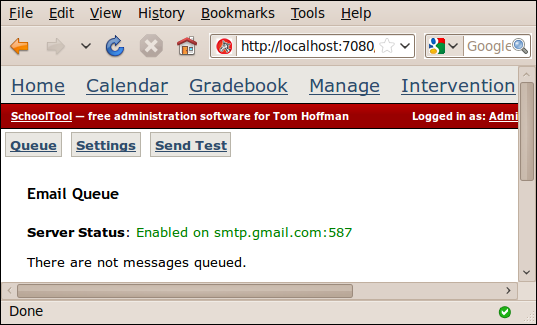 File Edit View History Bookmarks Tools Help
http://localhost:7080/ Google
Home Calendar Gradebook Manage Intervention
SchoolTool — free administration software for Tom Hoffman Logged in as: Admi
Queue Settings Send Test
Email Queue
Server Status: Enabled on smtp.gmail.com:587
There are not messages queued.
Done